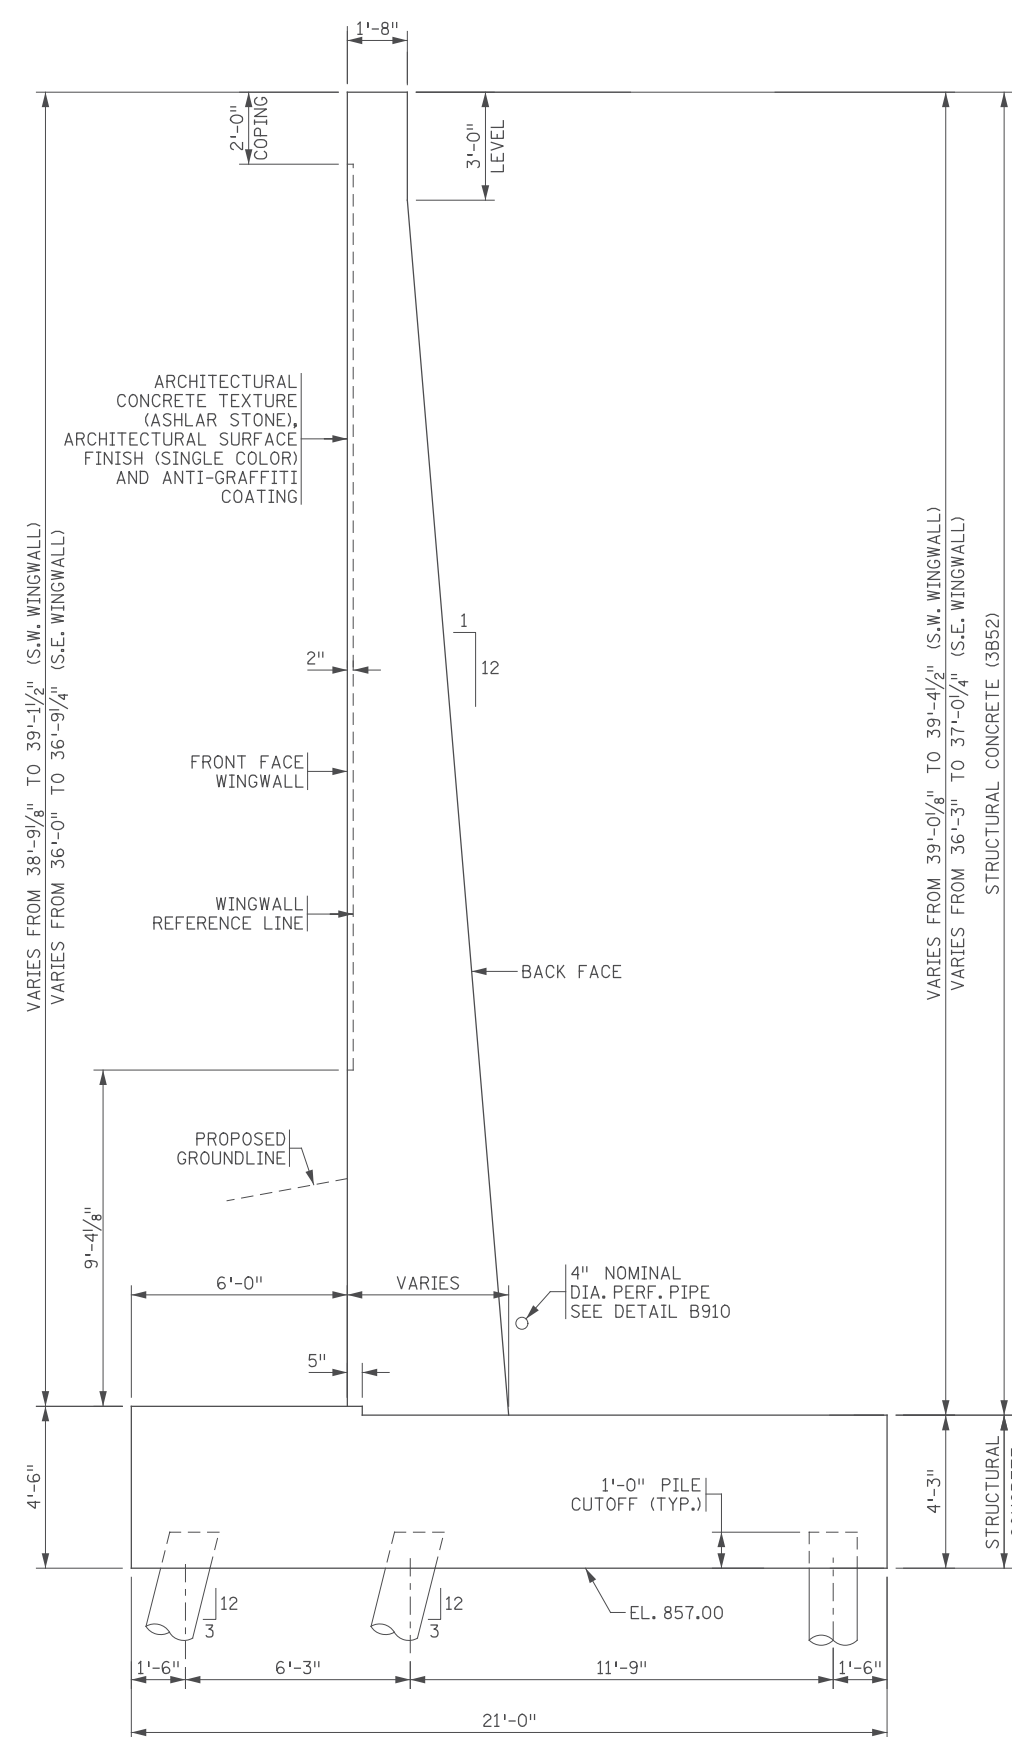 1'-8"
2'-0"
COPING
3'-0"
LEVEL
ARCHITECTURAL
CONCRETE TEXTURE
(ASHLAR STONE),
ARCHITECTURAL SURFACE
FINISH (SINGLE COLOR)
AND ANTI-GRAFFITI
COATING
VARIES FROM 38'-9⅛" TO 39'-1½" (S.W. WINGWALL)
VARIES FROM 36'-0" TO 36'-9¼" (S.E. WINGWALL)
VARIES FROM 39'-0⅛" TO 39'-4½" (S.W. WINGWALL)
VARIES FROM 36'-3" TO 37'-0¼" (S.E. WINGWALL)
STRUCTURAL CONCRETE (3B52)
1
12
2"
FRONT FACE
WINGWALL
WINGWALL
REFERENCE LINE
BACK FACE
PROPOSED
GROUNDLINE
9'-4⅛"
6'-0"
VARIES
4" NOMINAL
DIA. PERF. PIPE
SEE DETAIL B910
5"
4'-6"
1'-0" PILE
CUTOFF (TYP.)
4'-3"
STRUCTURAL
12
3
12
3
EL. 857.00
1'-6"
6'-3"
11'-9"
1'-6"
21'-0"